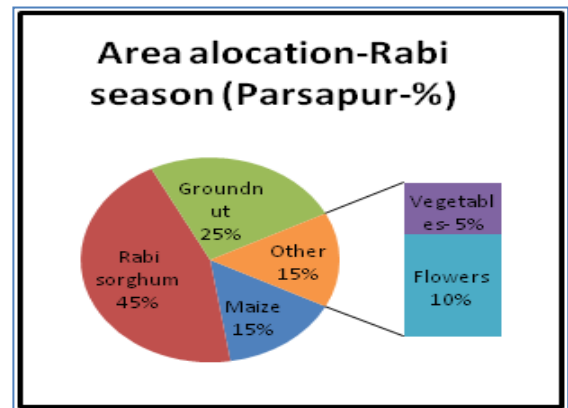 Area alocation-Rabi
season (Parsapur-%)
Groundn
ut
25%
Vegetabl
es- 5%
Other
15%
Rabi
sorghum
45%
Flowers
10%
Maize
15%